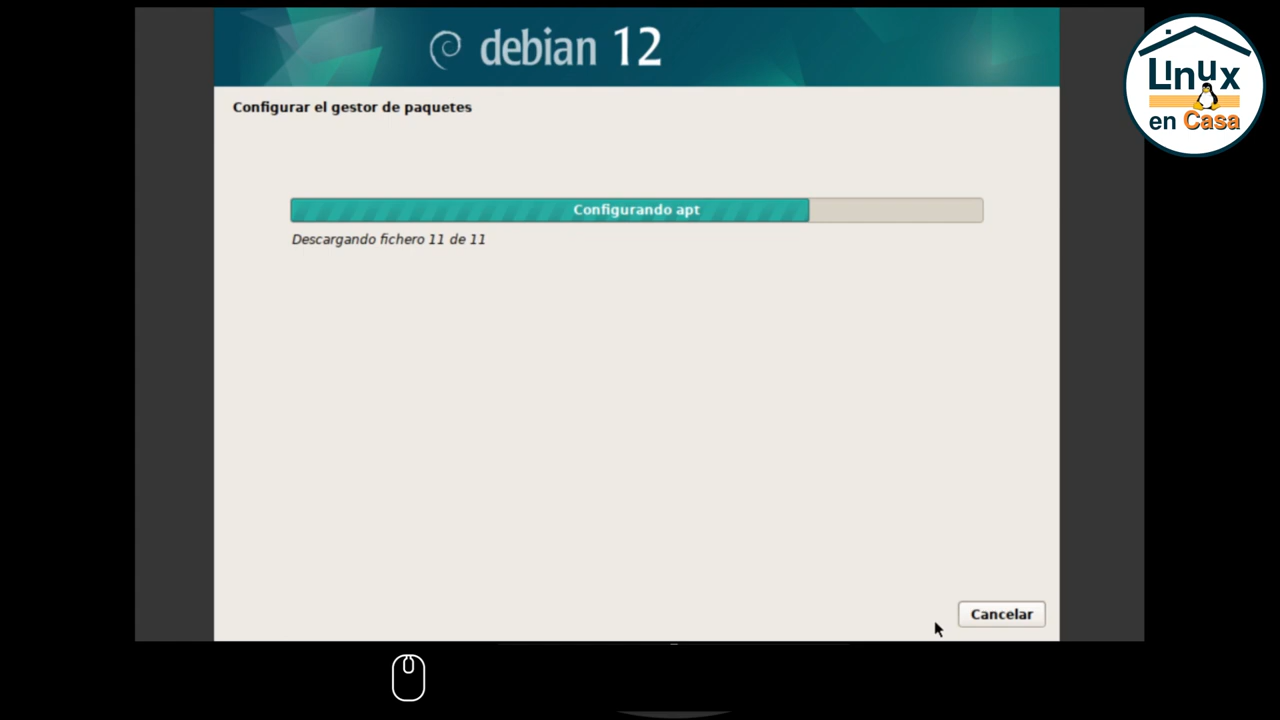 debian 12
Linux
en Casa
Configurar el gestor de paquetes
Configurando apt
Descargando fichero 11 de 11
Cancelar